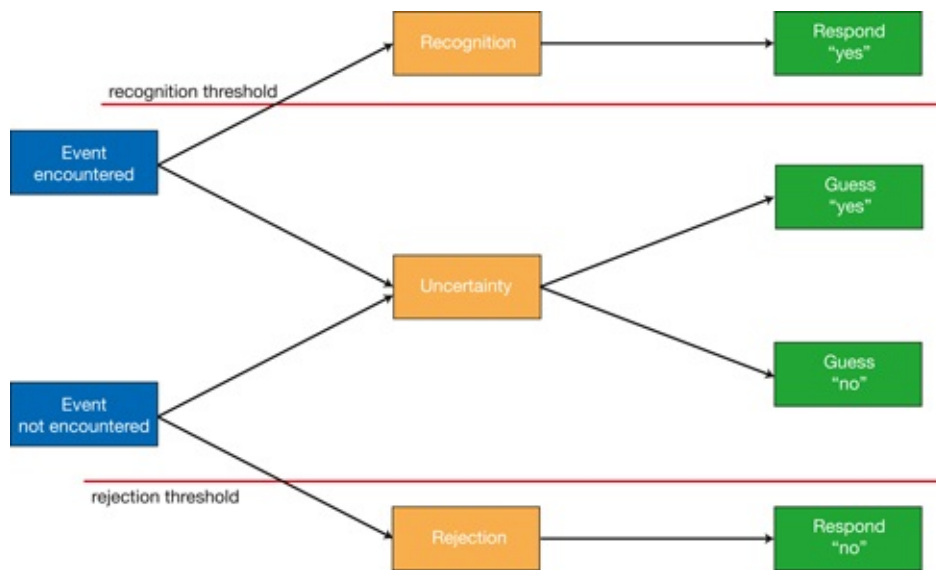 Recognition
Respond
“yes”
recognition threshold
Event
encountered
Guess
“yes”
Uncertainty
Guess
“no”
Event
not encountered
rejection threshold
Rejection
Respond
“no”